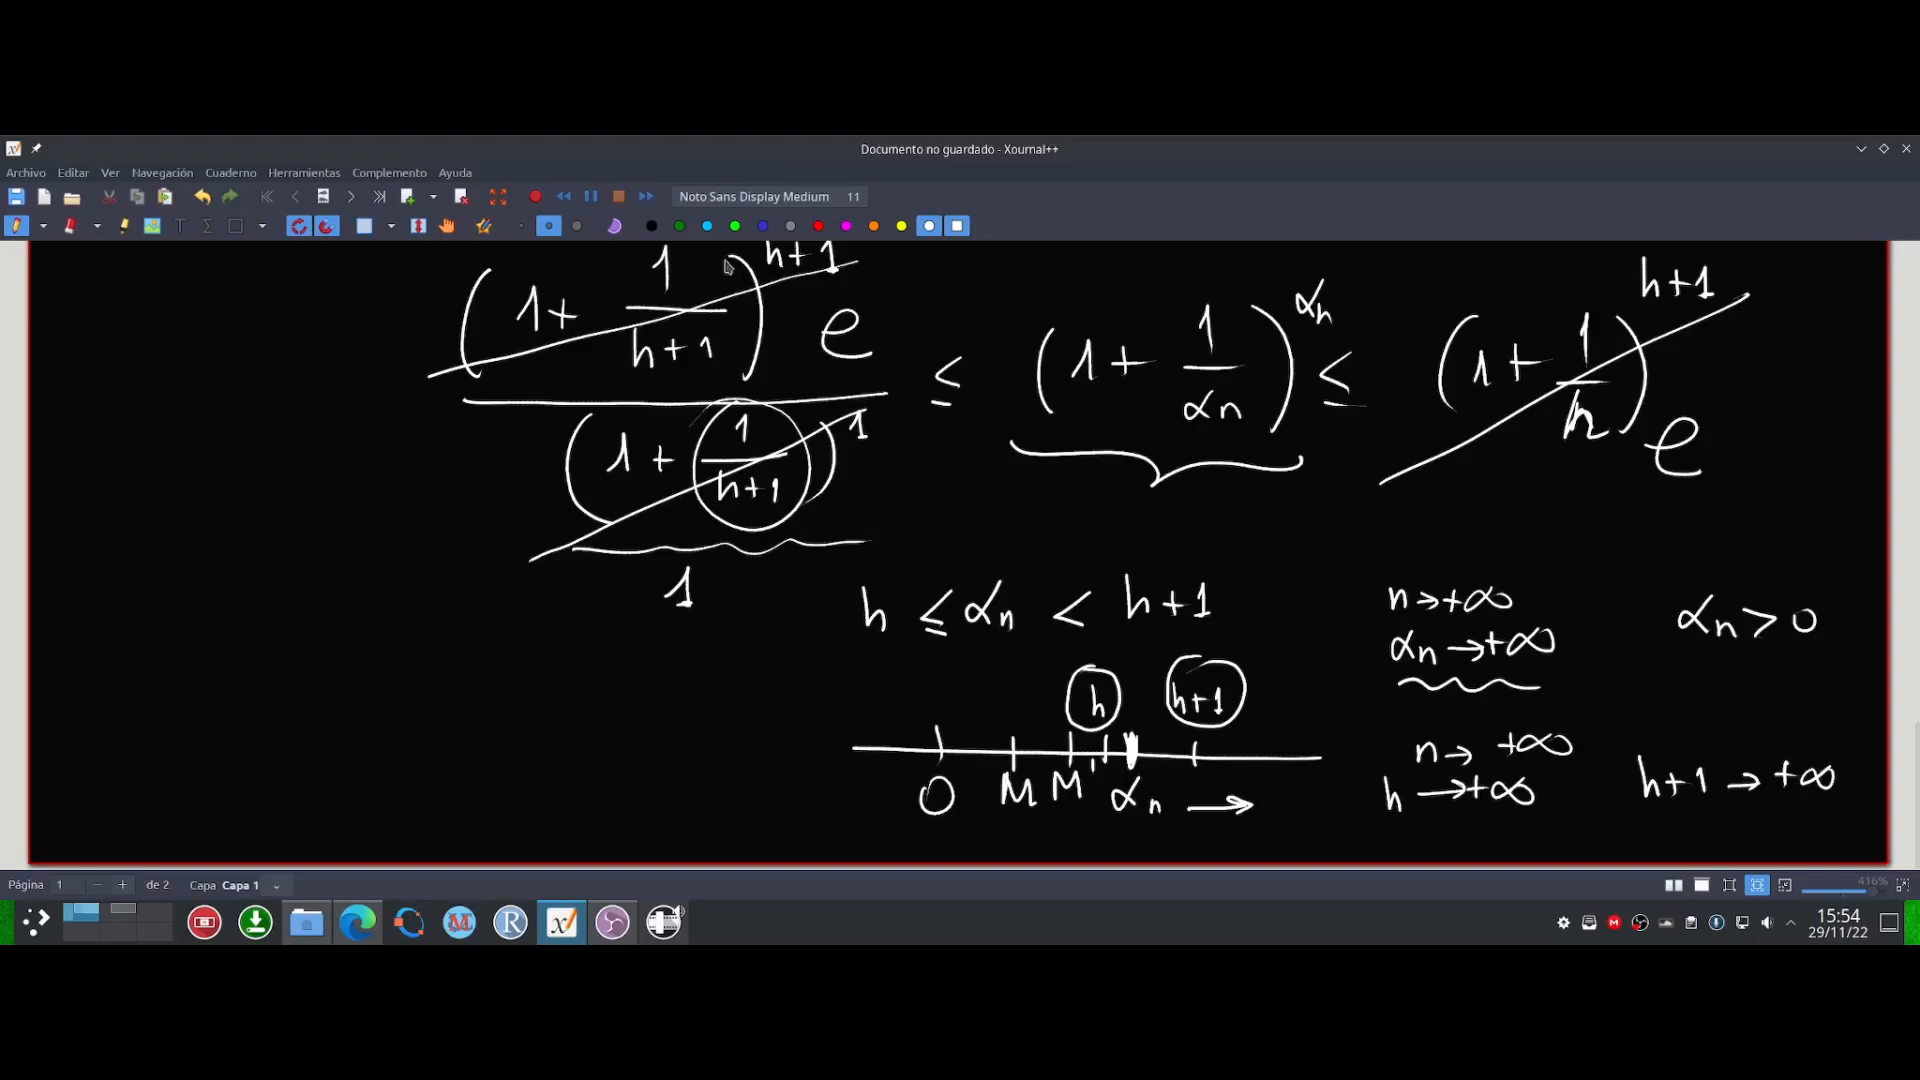 Documento no guardado - Xournal++
Archivo Editar Ver Navegación Cuaderno Herramientas Complemento Ayuda
Noto Sans Display Medium 11
(1 + 1/(h+1))^(h+1) e
(1 + 1/(h+1))^1
1
≤ (1 + 1/αn)^αn ≤ (1 + 1/h)^(h+1) e
h ≤ αn < h+1
n → +∞
αn → +∞
αn > 0
h h+1
0 M M' αn →
n → +∞
h → +∞
h+1 → +∞
Página 1 de 2 Capa Capa 1 416%
15:54
29/11/22